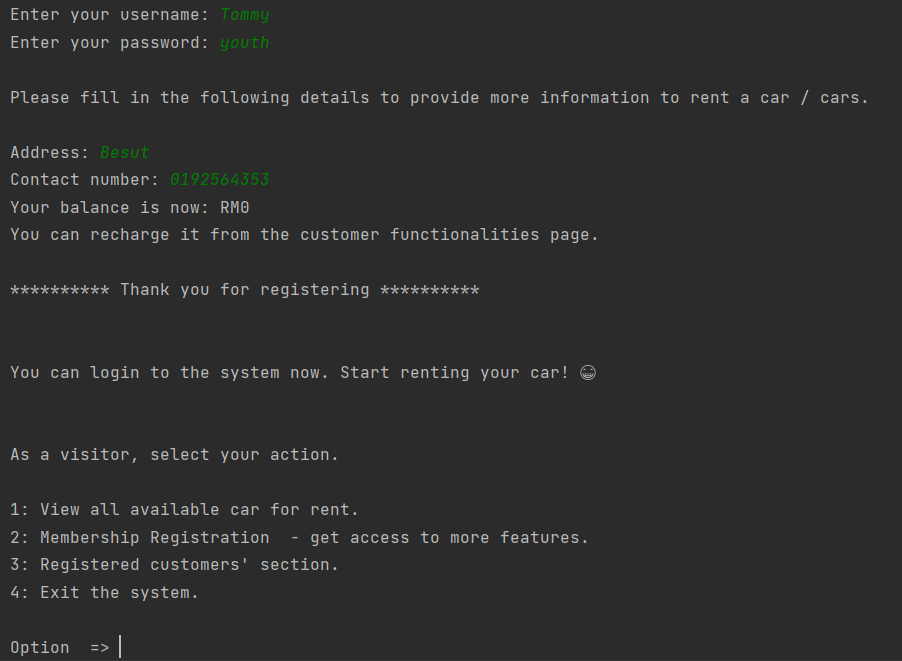 Enter your username: Tommy
Enter your password: youth
Please fill in the following details to provide more information to rent a car / cars.
Address: Besut
Contact number: 0192564353
Your balance is now: RM0
You can recharge it from the customer functionalities page.
********** Thank you for registering **********
You can login to the system now. Start renting your car! 😁
As a visitor, select your action.
1: View all available car for rent.
2: Membership Registration  - get access to more features.
3: Registered customers' section.
4: Exit the system.
Option  =>